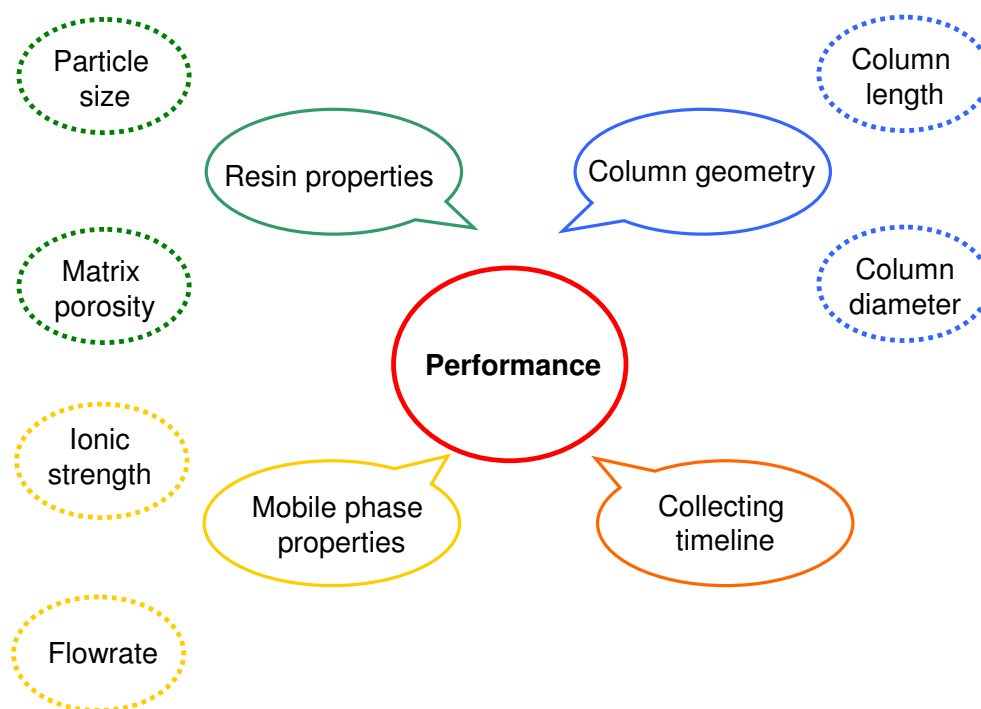 Particle
size
Column
length
Resin properties
Column geometry
Matrix
porosity
Column
diameter
Performance
Ionic
strength
Mobile phase
properties
Collecting
timeline
Flowrate